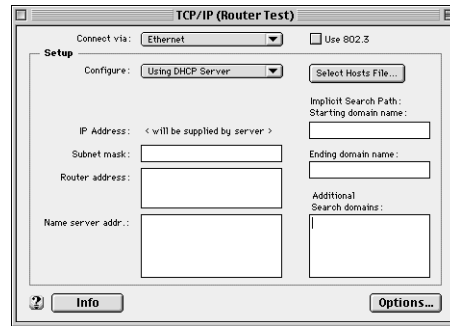 TCP/IP (Router Test)
Connect via: Ethernet
Use 802.3
Setup
Configure: Using DHCP Server
Select Hosts File...
Implicit Search Path:
Starting domain name:
IP Address: < will be supplied by server >
Subnet mask:
Ending domain name:
Router address:
Additional
Search domains:
Name server addr.:
?
Info
Options...